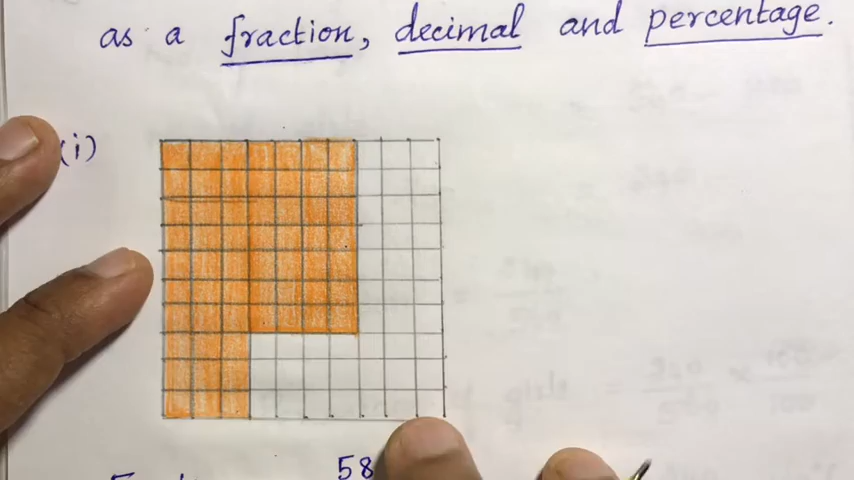 as a fraction, decimal and percentage.
(i)
58